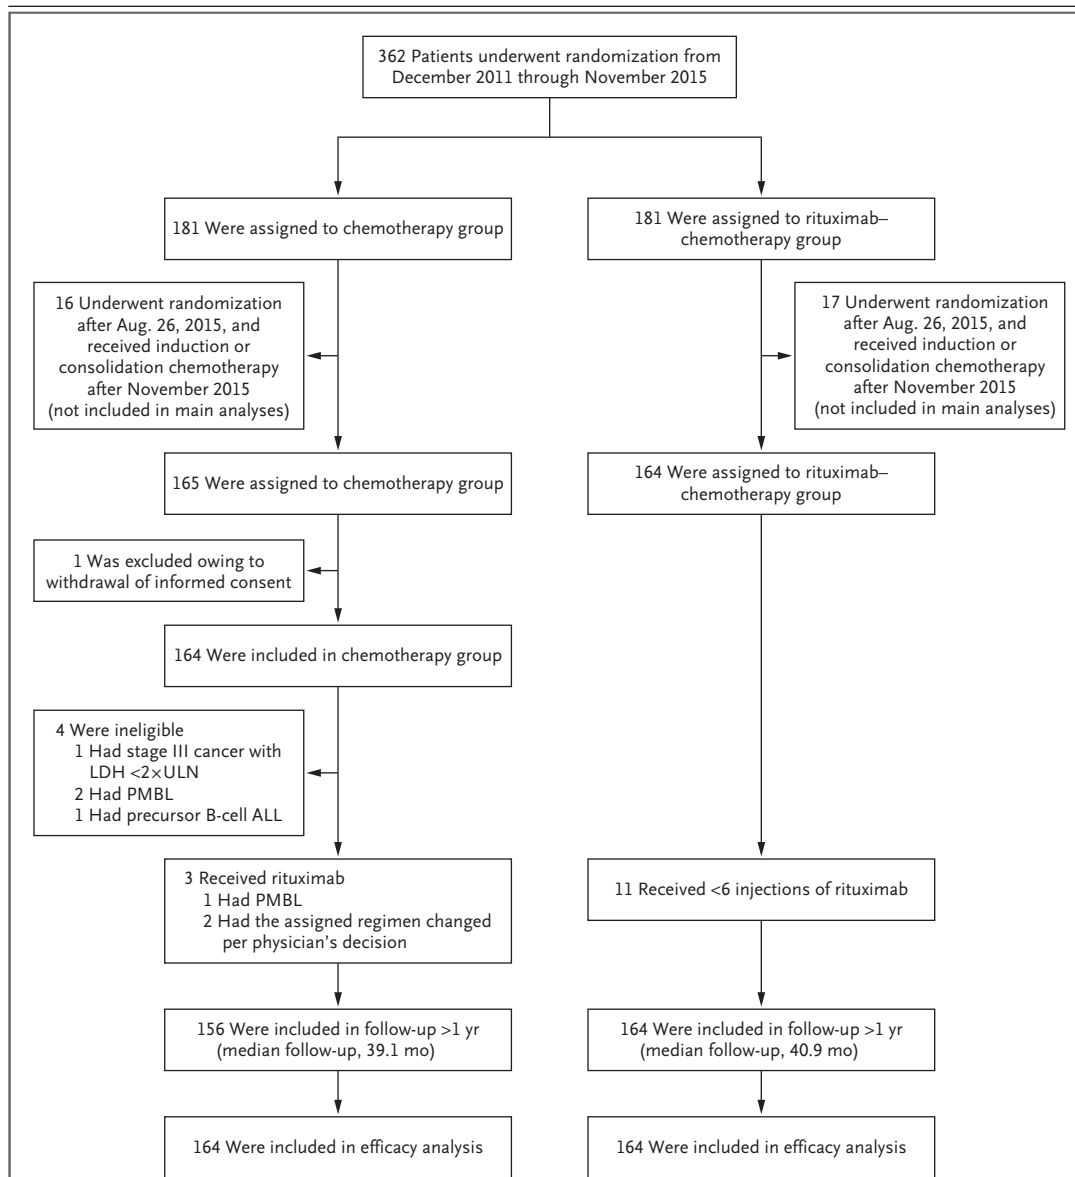 362 Patients underwent randomization from
December 2011 through November 2015
181 Were assigned to chemotherapy group
181 Were assigned to rituximab–
chemotherapy group
16 Underwent randomization
after Aug. 26, 2015, and
received induction or
consolidation chemotherapy
after November 2015
(not included in main analyses)
17 Underwent randomization
after Aug. 26, 2015, and
received induction or
consolidation chemotherapy
after November 2015
(not included in main analyses)
165 Were assigned to chemotherapy group
164 Were assigned to rituximab–
chemotherapy group
1 Was excluded owing to
withdrawal of informed consent
164 Were included in chemotherapy group
4 Were ineligible
1 Had stage III cancer with
LDH <2×ULN
2 Had PMBL
1 Had precursor B-cell ALL
3 Received rituximab
1 Had PMBL
2 Had the assigned regimen changed
per physician's decision
11 Received <6 injections of rituximab
156 Were included in follow-up >1 yr
(median follow-up, 39.1 mo)
164 Were included in follow-up >1 yr
(median follow-up, 40.9 mo)
164 Were included in efficacy analysis
164 Were included in efficacy analysis